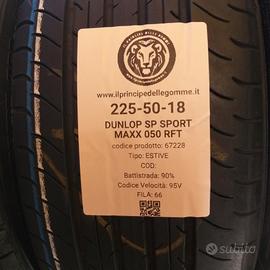 IL PRINCIPE DELLE GOMME
www.ilprincipedellegomme.it
225-50-18
DUNLOP SP SPORT
MAXX 050 RFT
codice prodotto: 67228
Tipo: ESTIVE
COD:
Battistrada: 90%
Codice Velocità: 95V
FILA: 66
subito